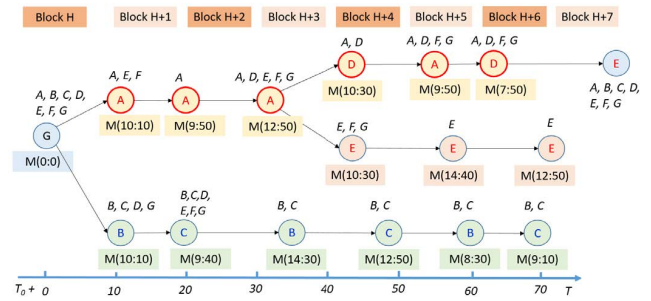 Block H Block H+1 Block H+2 Block H+3 Block H+4 Block H+5 Block H+6 Block H+7
A, D A, D, F, G A, D, F, G
D A D E
A, E, F A A, D, E, F, G
A, B, C, D,
E, F, G
M(10:30) M(9:50) M(7:50)
A, B, C, D,
E, F, G
A A A
M(10:10) M(9:50) M(12:50)
E, F, G E E
G
E E E
M(0:0)
M(10:30) M(14:40) M(12:50)
B, C, D, G
B,C,D,
E,F,G
B, C B, C B, C B, C
B C B C B C
M(10:10) M(9:40) M(14:30) M(12:50) M(8:30) M(9:10)
T0 + 0 10 20 30 40 50 60 70 T